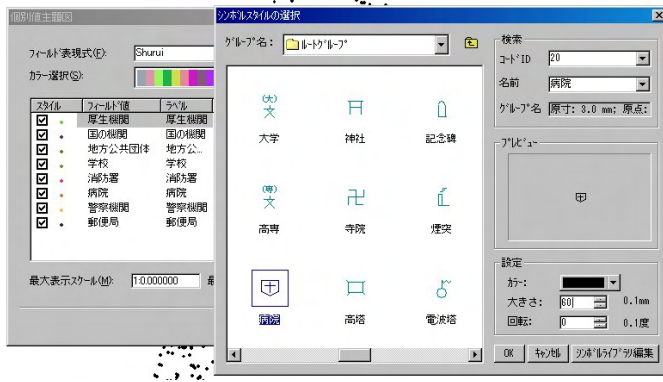 個別値主題図
フィールド表現式(F):
Shurui
カラー選択(S):
スタイル
フィールド値
ラベル
厚生機関
厚生機関
国の機関
国の機関
地方公共団体
地方公...
学校
学校
消防署
消防署
病院
病院
警察機関
警察機関
郵便局
郵便局
最大表示スケール(M):
1:0.000000
シンボルスタイルの選択
グループ名:
ルートグループ
(大)
文
大学
神社
記念碑
(専)
文
高専
寺院
煙突
病院
高塔
電波塔
検索
コードID
20
名前
病院
グループ名
原寸: 3.0 mm; 原点:
プレビュー
設定
カラー:
大きさ:
60
0.1mm
回転:
0
0.1度
OK
キャンセル
シンボルライブラリ編集